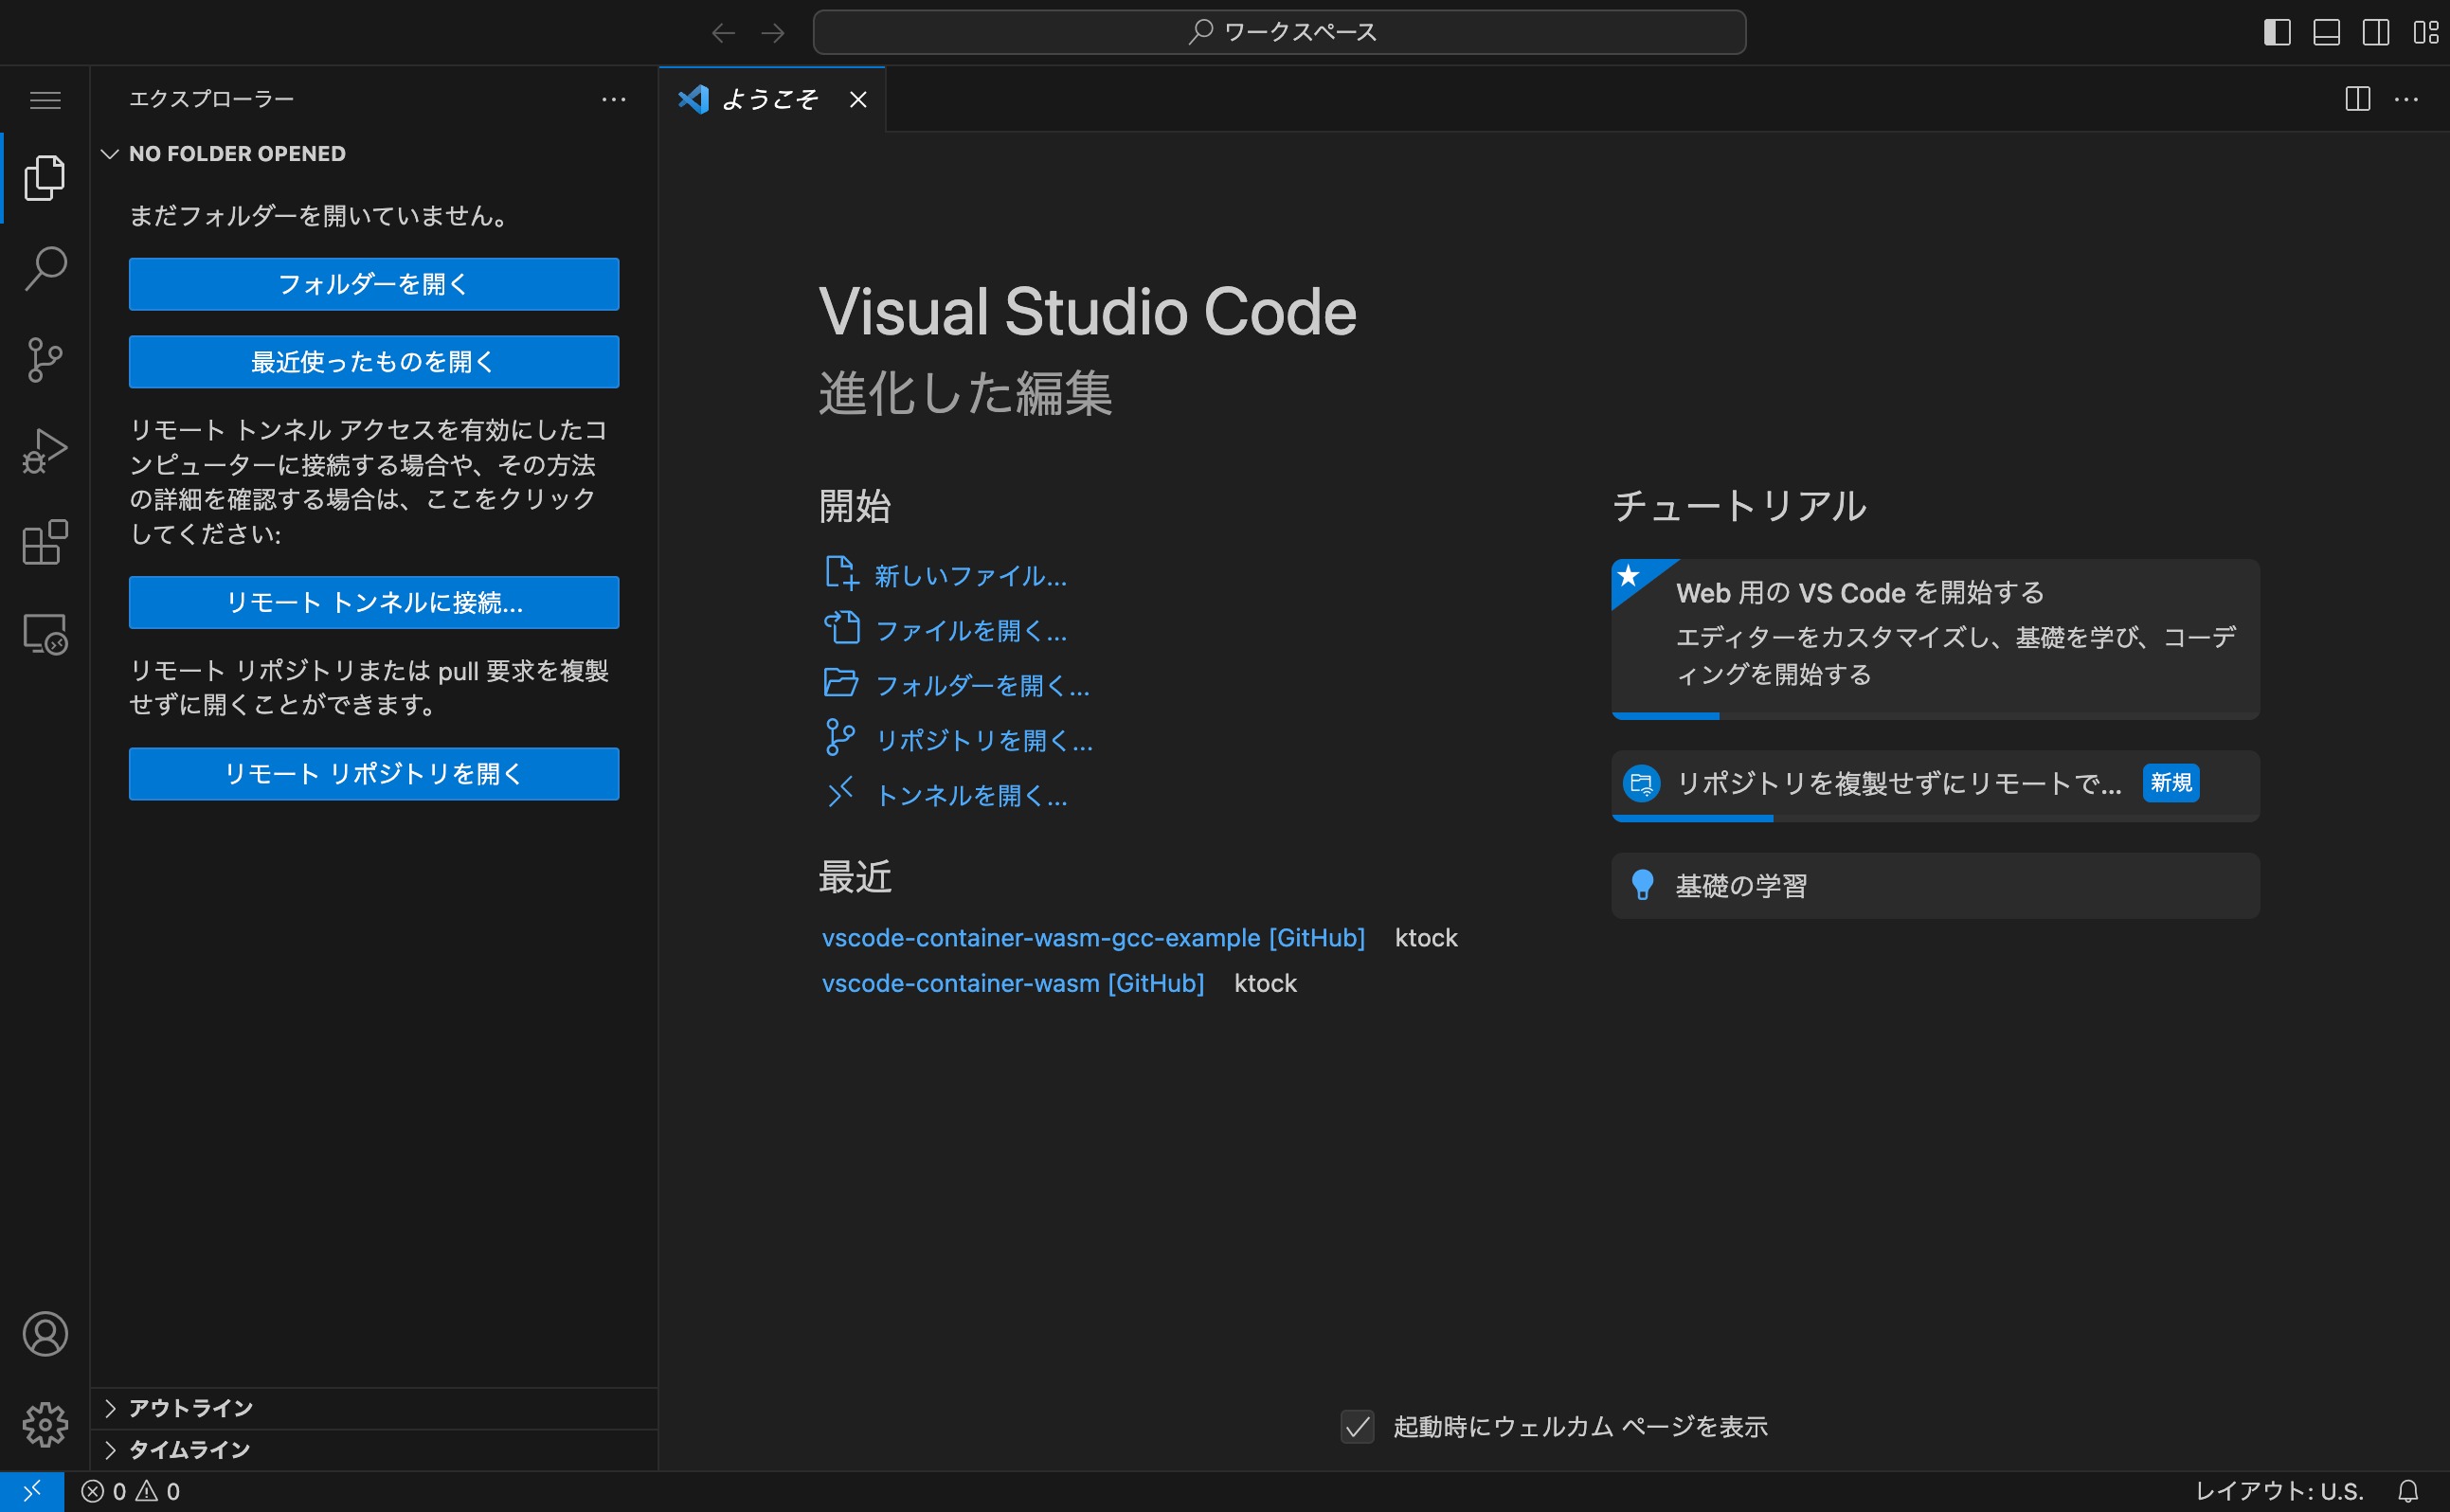 ワークスペース
エクスプローラー
NO FOLDER OPENED
まだフォルダーを開いていません。
フォルダーを開く
最近使ったものを開く
リモート トンネル アクセスを有効にしたコ
ンピューターに接続する場合や、その方法
の詳細を確認する場合は、ここをクリック
してください:
リモート トンネルに接続...
リモート リポジトリまたは pull 要求を複製
せずに開くことができます。
リモート リポジトリを開く
アウトライン
タイムライン
ようこそ
Visual Studio Code
進化した編集
開始
新しいファイル...
ファイルを開く...
フォルダーを開く...
リポジトリを開く...
トンネルを開く...
最近
vscode-container-wasm-gcc-example [GitHub] ktock
vscode-container-wasm [GitHub] ktock
チュートリアル
Web 用の VS Code を開始する
エディターをカスタマイズし、基礎を学び、コーデ
ィングを開始する
リポジトリを複製せずにリモートで... 新規
基礎の学習
起動時にウェルカム ページを表示
0 0
レイアウト: U.S.